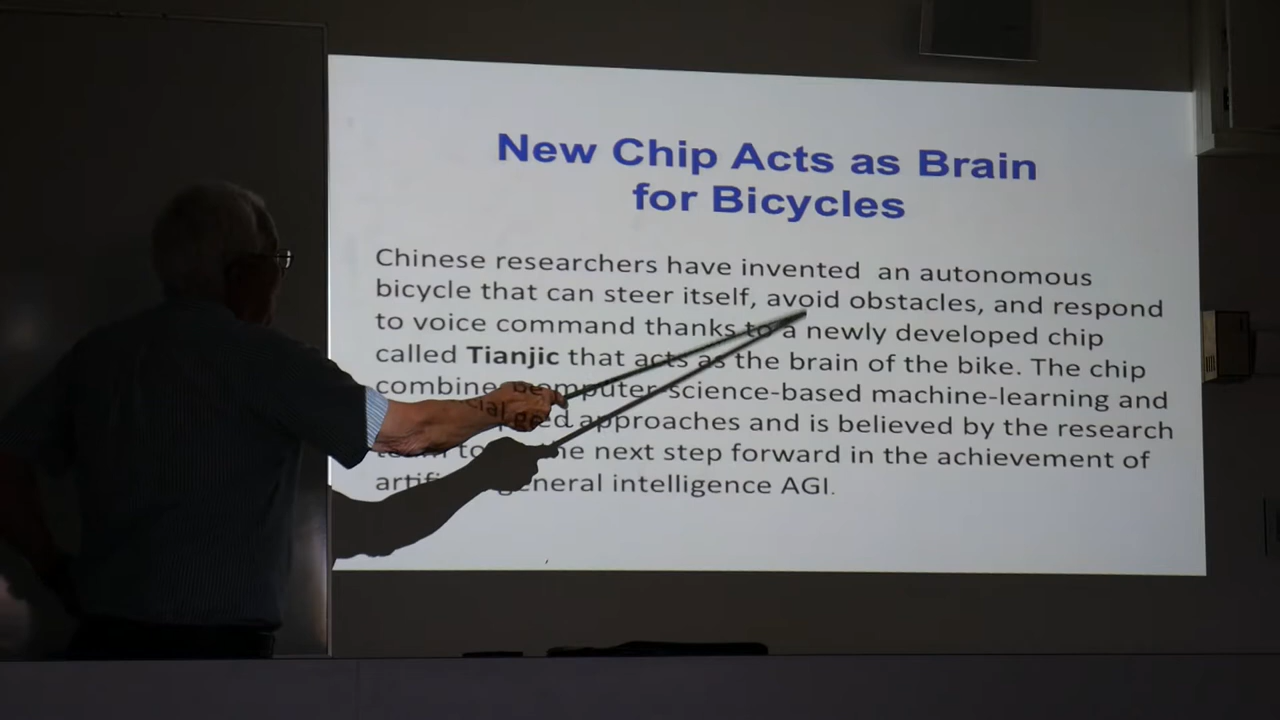 New Chip Acts as Brain
for Bicycles
Chinese researchers have invented an autonomous
bicycle that can steer itself, avoid obstacles, and respond
to voice command thanks to a newly developed chip
called Tianjic that acts as the brain of the bike. The chip
combine computer-science-based machine-learning and
approaches and is believed by the research
to the next step forward in the achievement of
artificial general intelligence AGI.